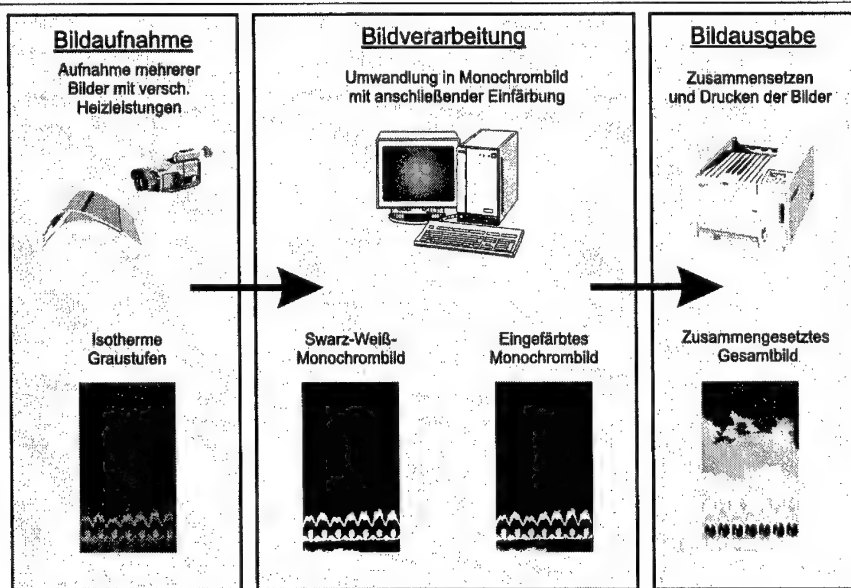 Bildaufnahme
Aufnahme mehrerer
Bilder mit versch.
Heizleistungen
Isotherme
Graustufen
Bildverarbeitung
Umwandlung in Monochrombild
mit anschließender Einfärbung
Swarz-Weiß-
Monochrombild
Eingefärbtes
Monochrombild
Bildausgabe
Zusammensetzen
und Drucken der Bilder
Zusammengesetztes
Gesamtbild